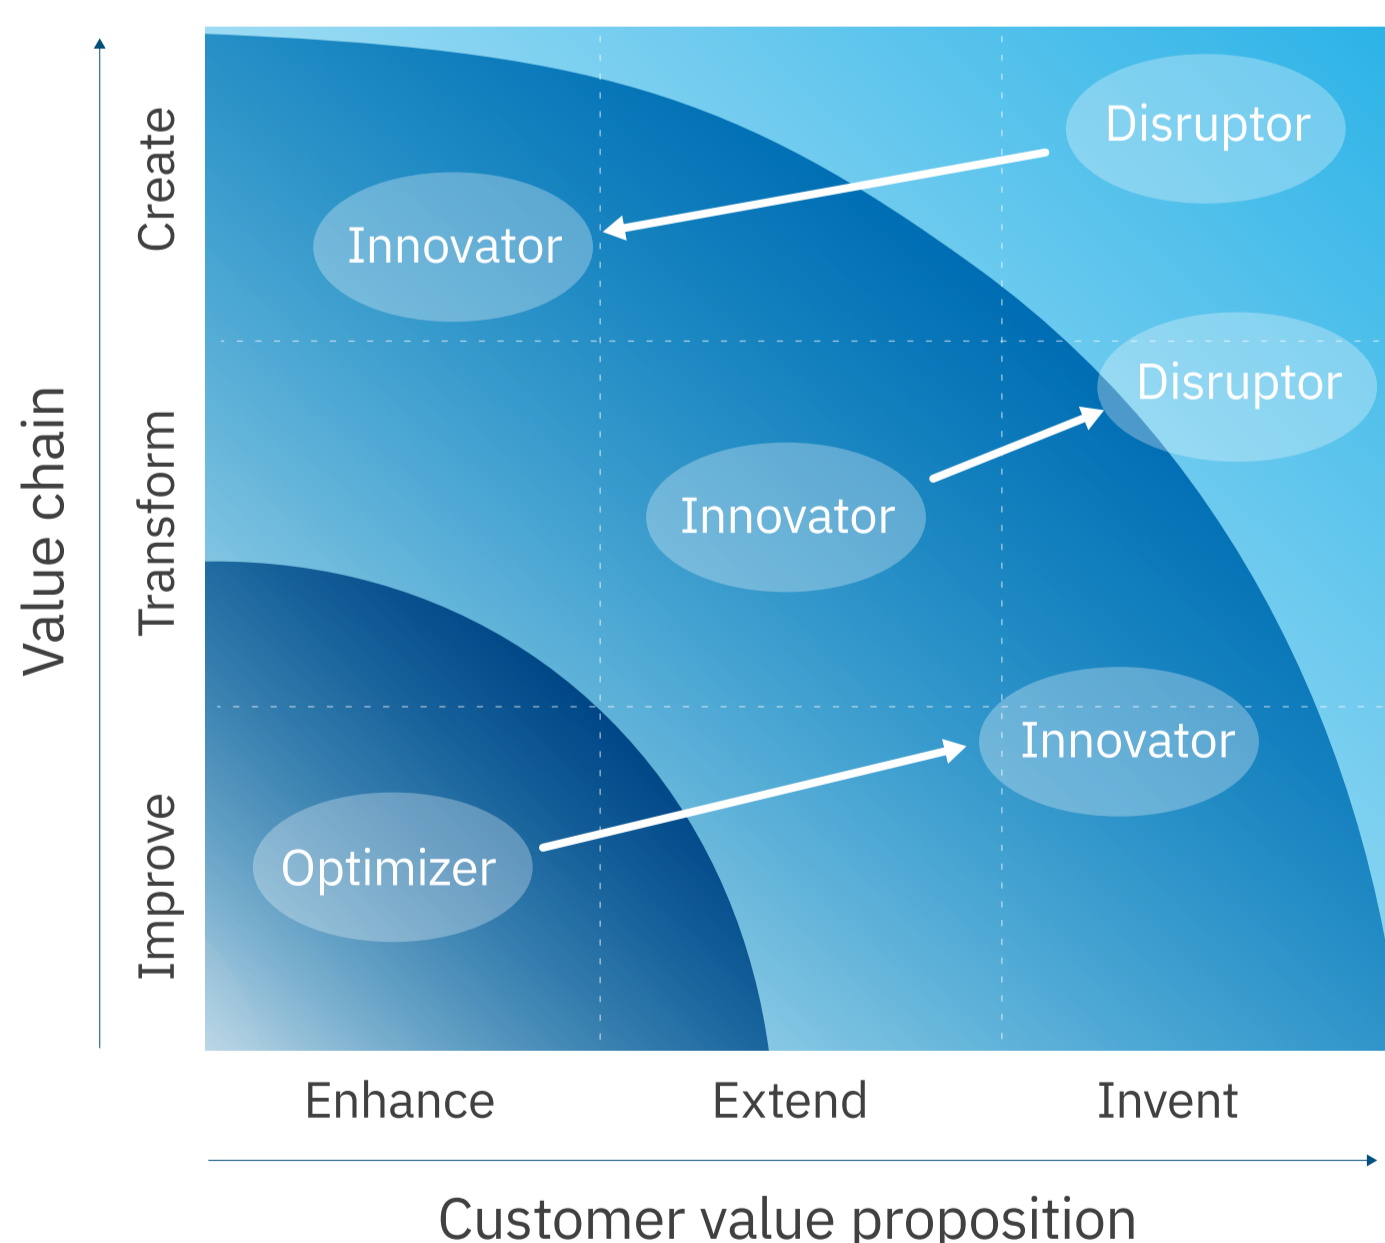 Value chain
Create
Transform
Improve
Disruptor
Innovator
Disruptor
Innovator
Innovator
Optimizer
Enhance
Extend
Invent
Customer value proposition